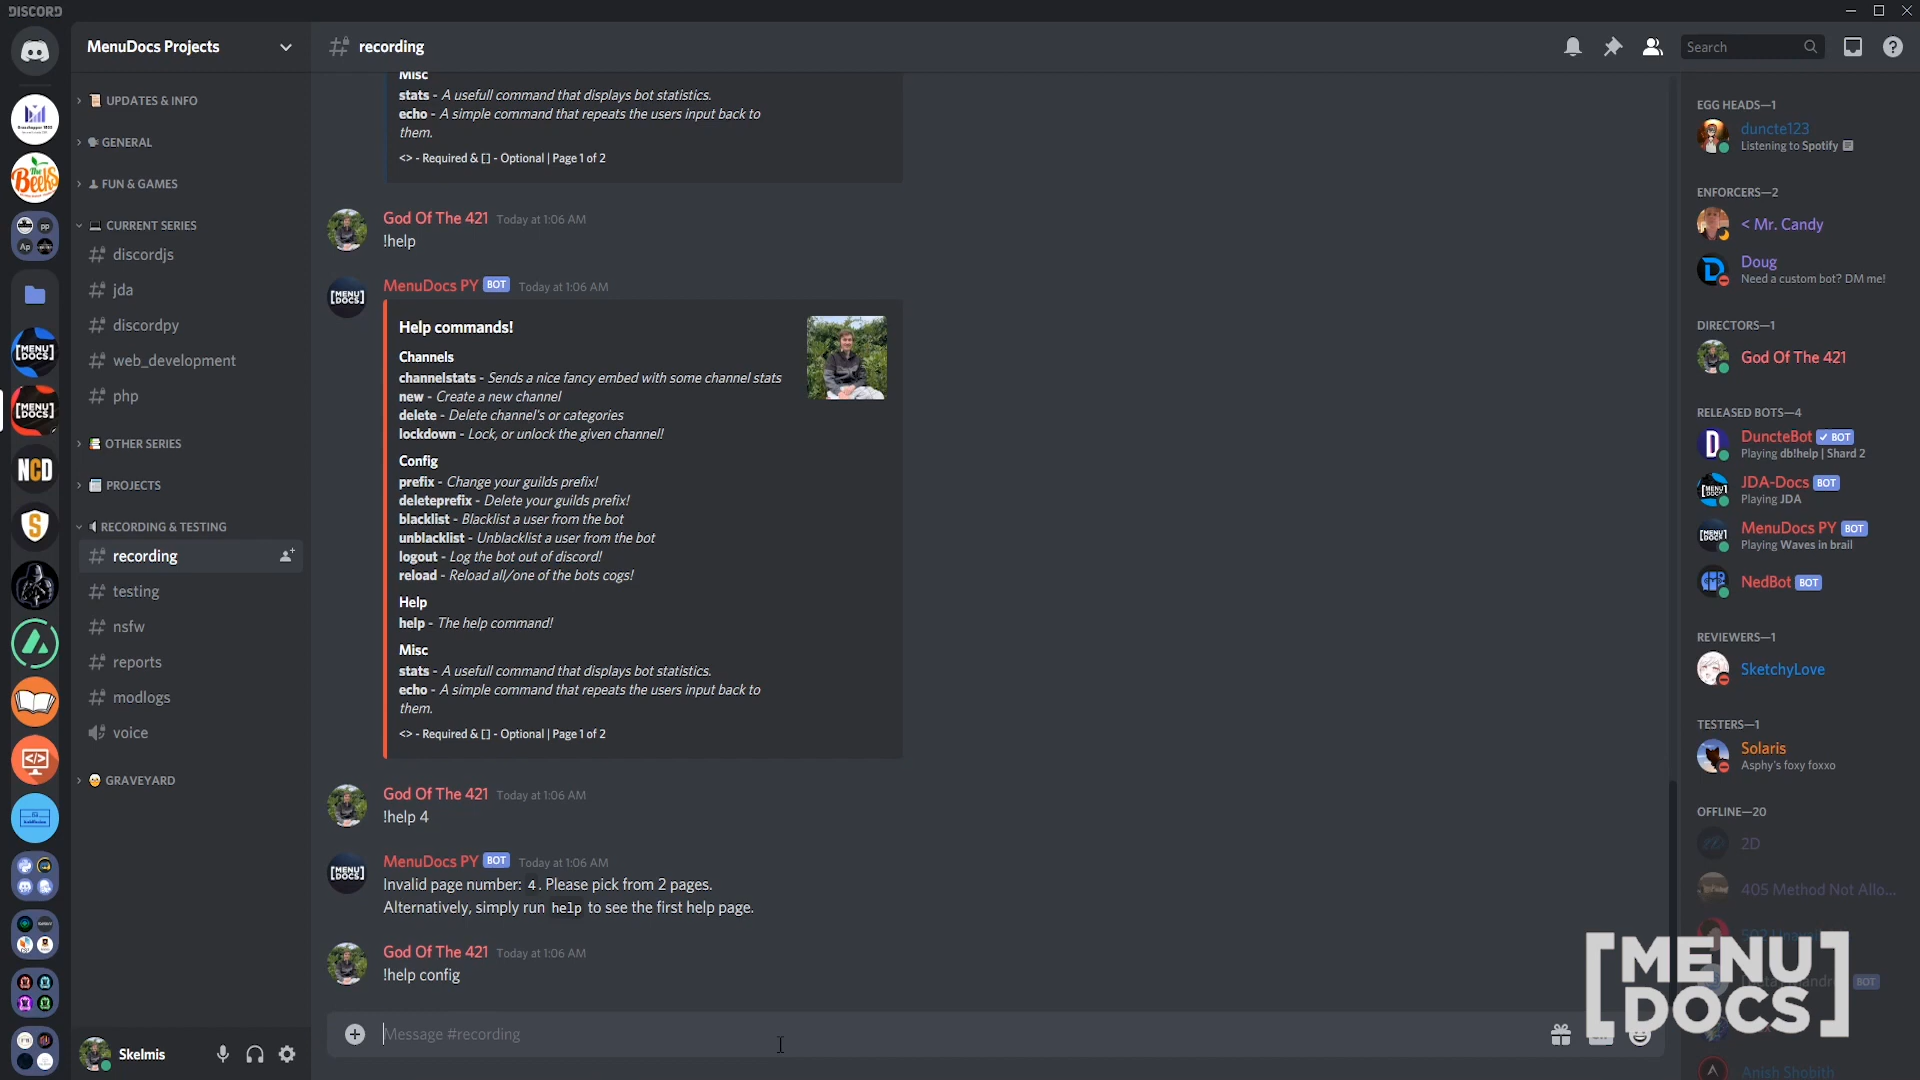 DISCORD
MenuDocs Projects
recording
Search
UPDATES & INFO
GENERAL
FUN & GAMES
CURRENT SERIES
discordjs
jda
discordpy
web_development
php
OTHER SERIES
PROJECTS
RECORDING & TESTING
recording
testing
nsfw
reports
modlogs
voice
GRAVEYARD
Skelmis
[MENU]
DOCS
[MENU]
DOCS
NCD
The
Beeks
Misc
stats - A usefull command that displays bot statistics.
echo - A simple command that repeats the users input back to
them.
<> - Required & [] - Optional | Page 1 of 2
God Of The 421 Today at 1:06 AM
!help
MenuDocs PY BOT Today at 1:06 AM
Help commands!
Channels
channelstats - Sends a nice fancy embed with some channel stats
new - Create a new channel
delete - Delete channel's or categories
lockdown - Lock, or unlock the given channel!
Config
prefix - Change your guilds prefix!
deleteprefix - Delete your guilds prefix!
blacklist - Blacklist a user from the bot
unblacklist - Unblacklist a user from the bot
logout - Log the bot out of discord!
reload - Reload all/one of the bots cogs!
Help
help - The help command!
Misc
stats - A usefull command that displays bot statistics.
echo - A simple command that repeats the users input back to
them.
<> - Required & [] - Optional | Page 1 of 2
God Of The 421 Today at 1:06 AM
!help 4
MenuDocs PY BOT Today at 1:06 AM
Invalid page number: 4. Please pick from 2 pages.
Alternatively, simply run help to see the first help page.
God Of The 421 Today at 1:06 AM
!help config
Message #recording
EGG HEADS—1
duncte123
Listening to Spotify
ENFORCERS—2
< Mr. Candy
Doug
Need a custom bot? DM me!
DIRECTORS—1
God Of The 421
RELEASED BOTS—4
DuncteBot ✓ BOT
Playing db!help | Shard 2
JDA-Docs BOT
Playing JDA
MenuDocs PY BOT
Playing Waves in brail
NedBot BOT
REVIEWERS—1
SketchyLove
TESTERS—1
Solaris
Asphy's foxy foxxo
OFFLINE—20
2D
405 Method Not Allo...
BOT
Anish Shobith
[MENU
DOCS]